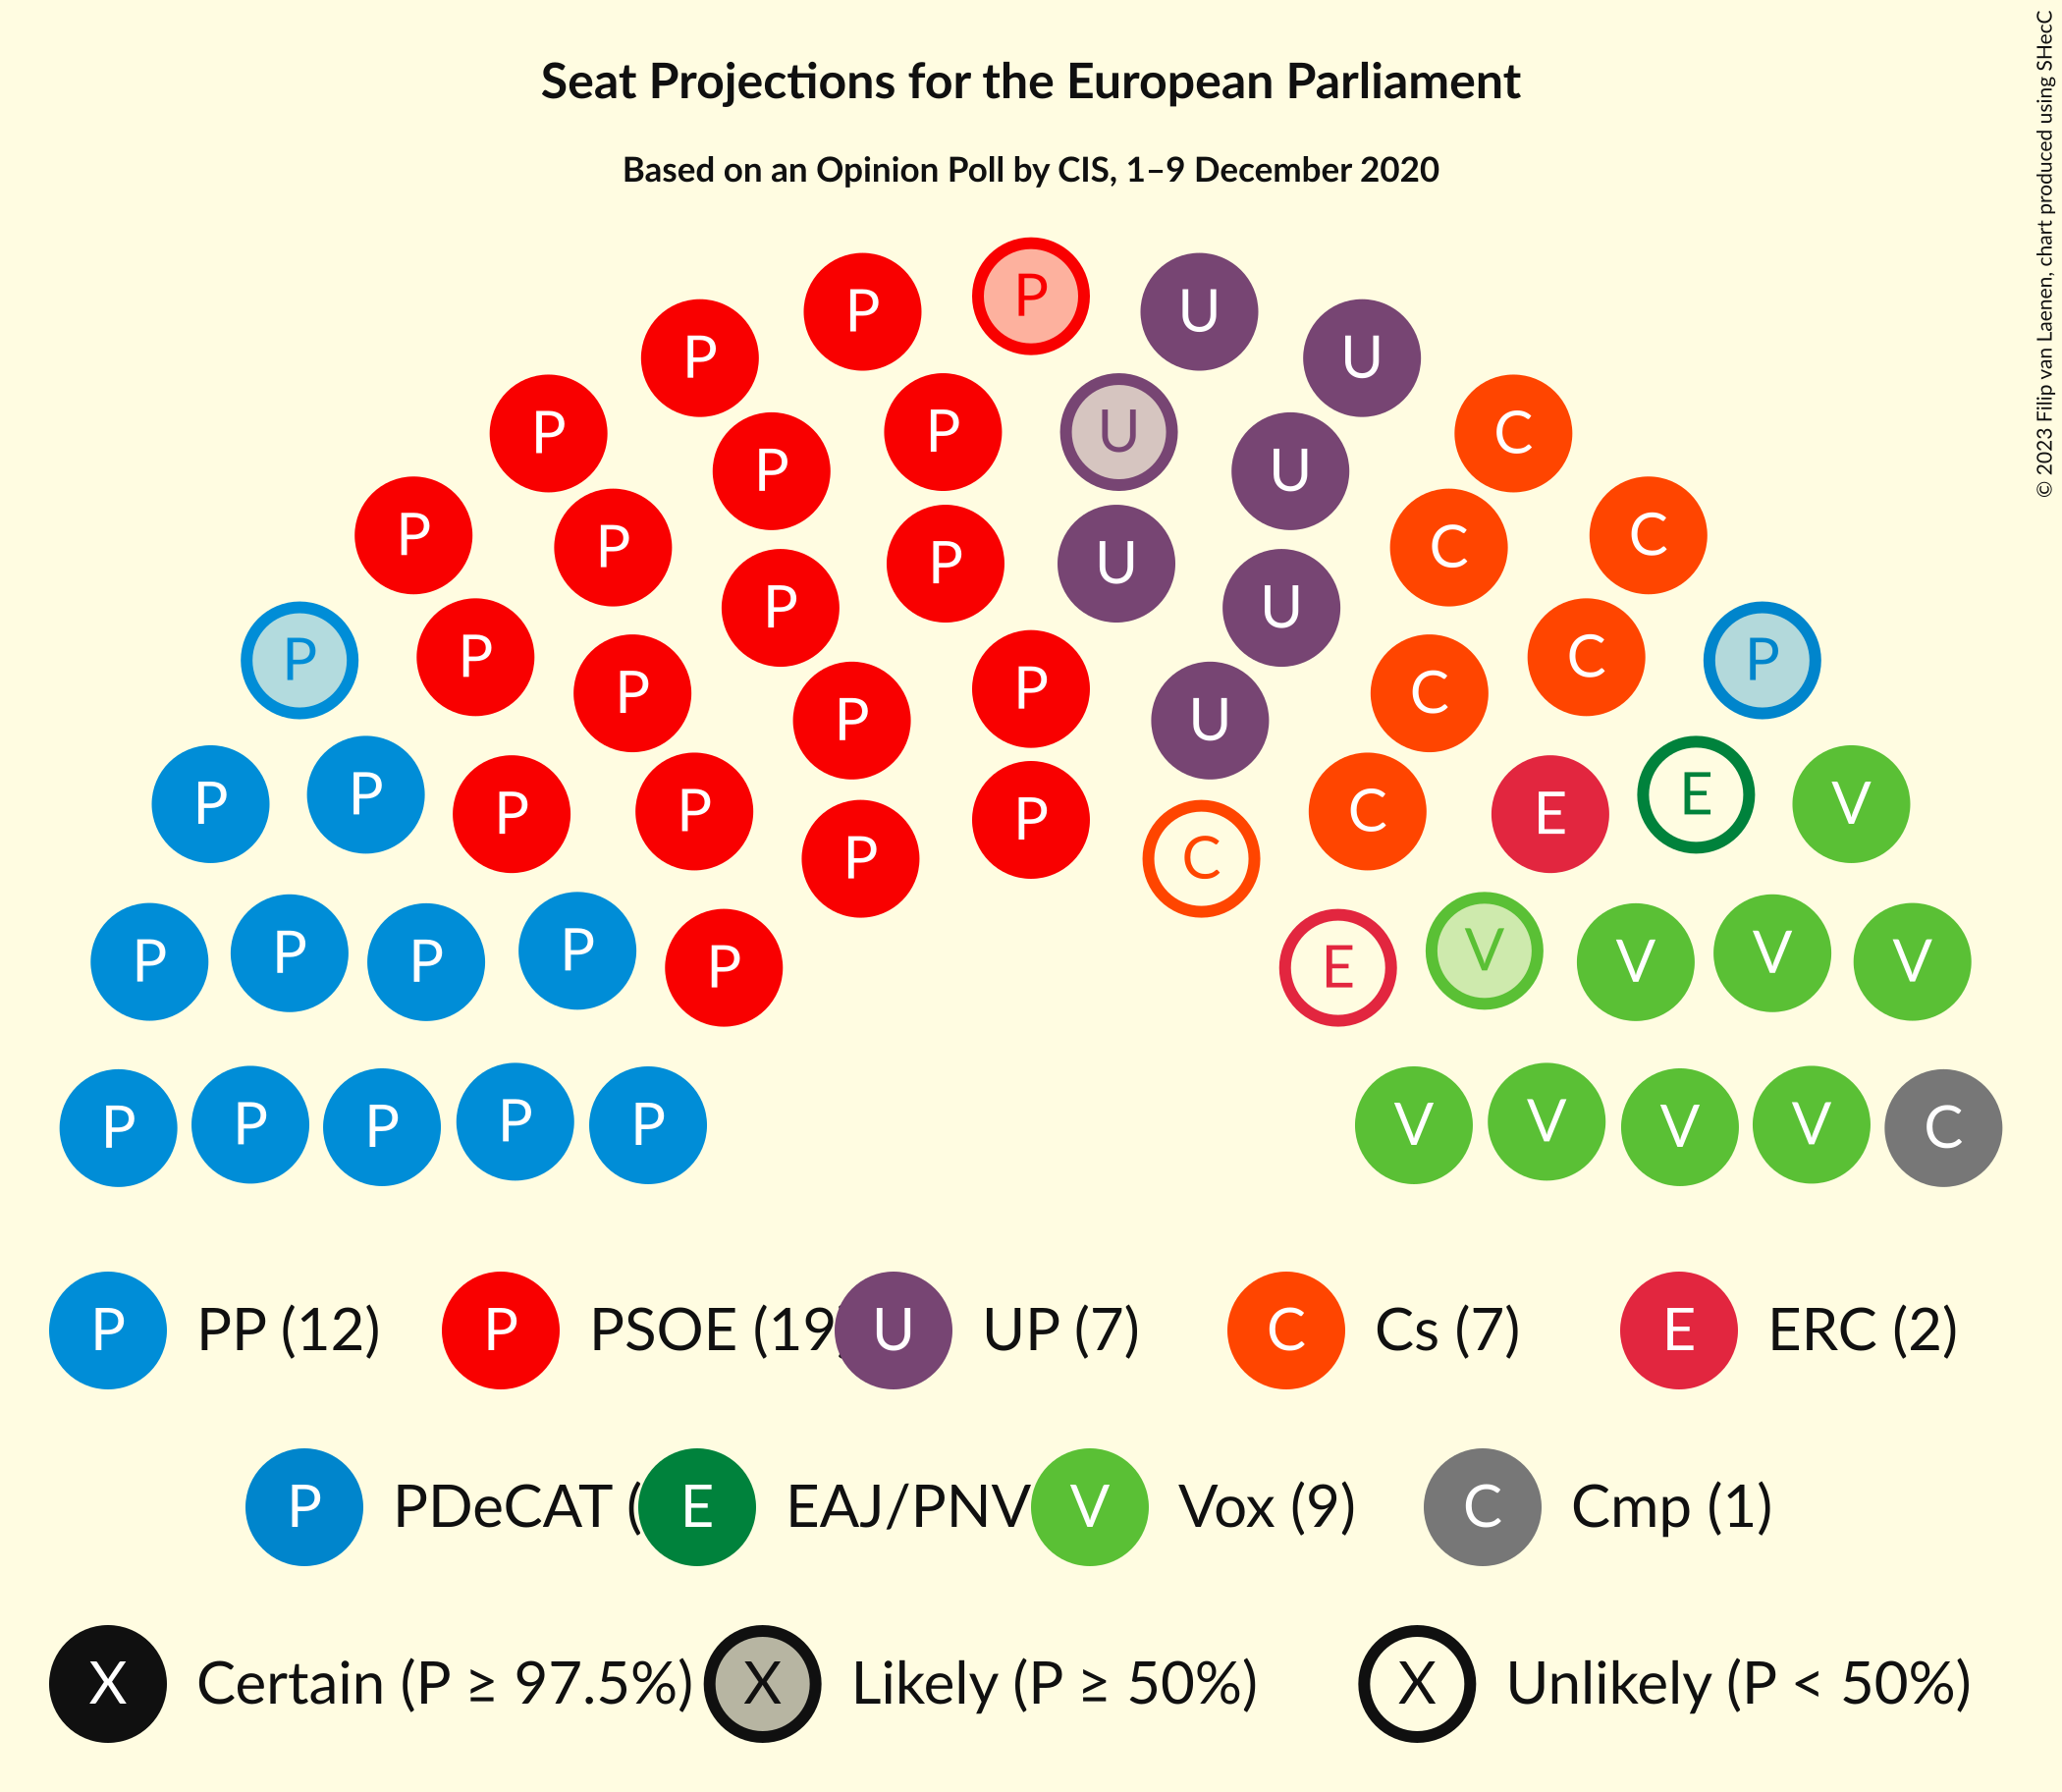 Seat Projections for the European Parliament
Based on an Opinion Poll by CIS, 1–9 December 2020
© 2023 Filip van Laenen, chart produced using SHecC
P
P P U
P U
P P U
P C
P P U
P P U U
P C C
P P P C
P P U
P P C P
P P P
P P V
P P P C E
P P
P C
P P P P V V V V
P E
P P P P P V V V V C
P PP (12) P PSOE (19 U UP (7) C Cs (7) E ERC (2)
P PDeCAT ( E EAJ/PNV V Vox (9) C Cmp (1)
X Certain (P ≥ 97.5%) X Likely (P ≥ 50%) X Unlikely (P < 50%)